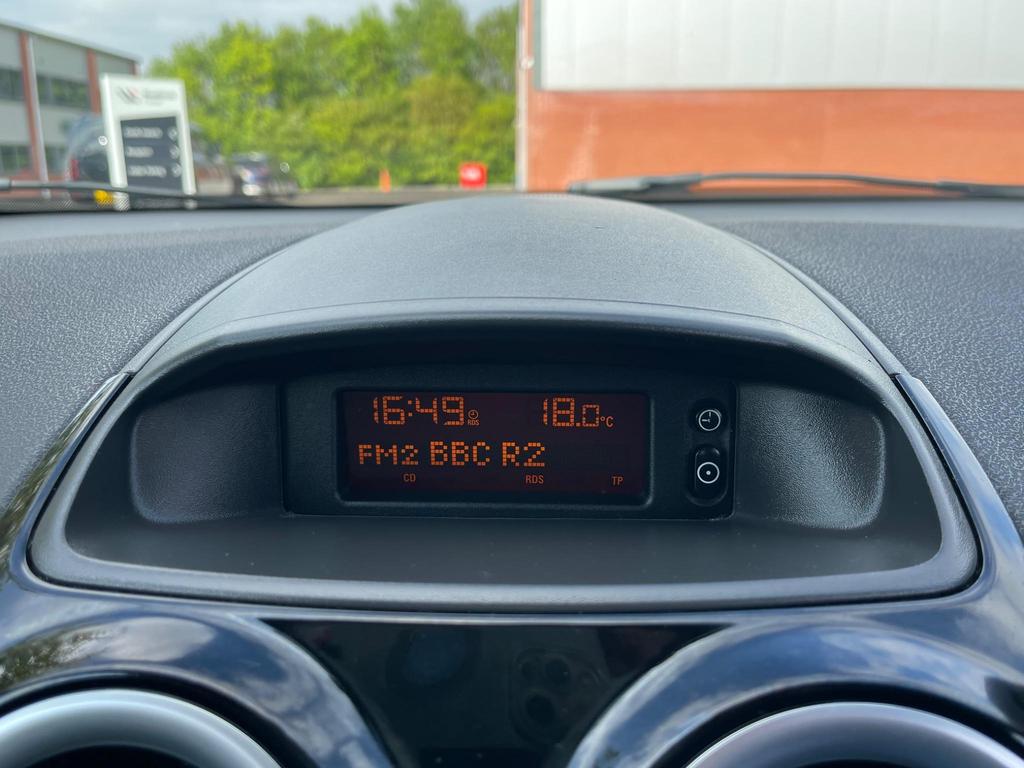 16:49 RDS 18.0°C
FM2 BBC R2
CD RDS TP